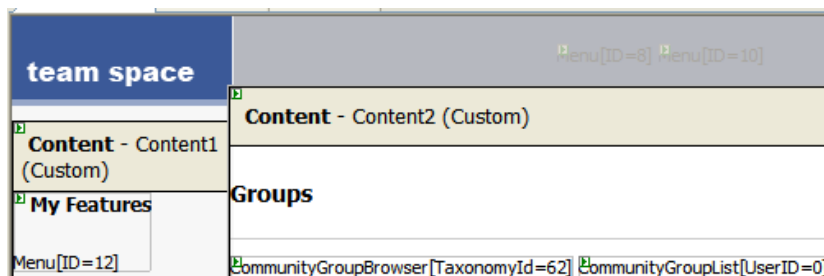 Menu[ID=8] Menu[ID=10]
team space
Content - Content2 (Custom)
Content - Content1
(Custom)
My Features
Groups
Menu[ID=12]
CommunityGroupBrowser[TaxonomyId=62] CommunityGroupList[UserID=0]